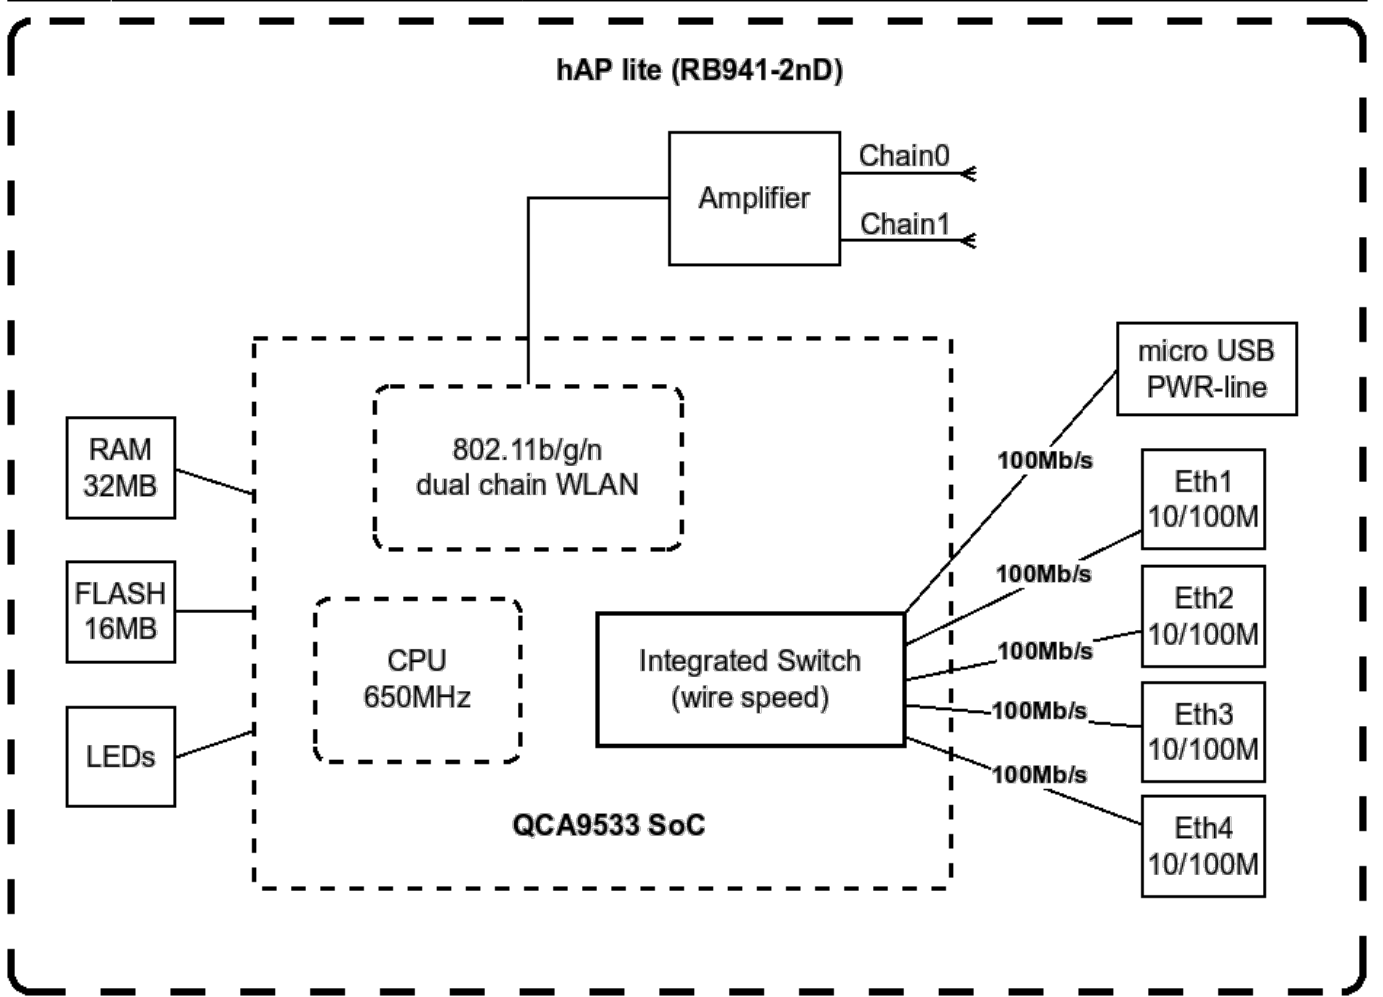 hAP lite (RB941-2nD)
Chain0
Amplifier
Chain1
micro USB
PWR-line
802.11b/g/n
dual chain WLAN
RAM
32MB
100Mb/s
Eth1
10/100M
100Mb/s
FLASH
16MB
Eth2
10/100M
100Mb/s
CPU
650MHz
Integrated Switch
(wire speed)
100Mb/s
Eth3
10/100M
LEDs
100Mb/s
QCA9533 SoC
Eth4
10/100M